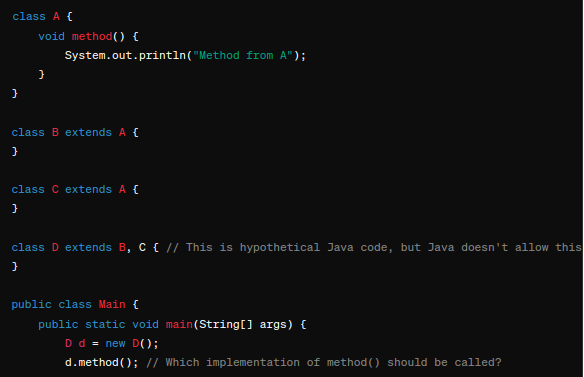 class A {
    void method() {
        System.out.println("Method from A");
    }
}

class B extends A {
}

class C extends A {
}

class D extends B, C { // This is hypothetical Java code, but Java doesn't allow this
}

public class Main {
    public static void main(String[] args) {
        D d = new D();
        d.method(); // Which implementation of method() should be called?